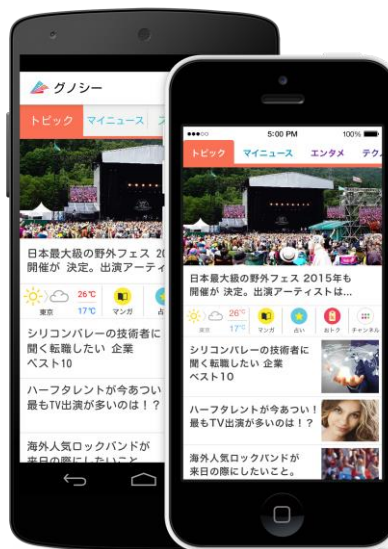 グノシー
トピック
マイニュース
日本最大級の野外フェス 20
開催が 決定。出演アーティ
26℃
17℃
東京
マンガ
占い
シリコンバレーの技術者に
聞く転職したい 企業
ベスト10
ハーフタレントが今あつい
最もTV出演が多いのは！？
海外人気ロックバンドが
来日の際にしたいこと。
5:00 PM
100%
トピック
マイニュース
エンタメ
テク
日本最大級の野外フェス 2015年も
開催が 決定。出演アーティストは...
26℃
17℃
東京
マンガ
占い
おトク
チャンネル
シリコンバレーの技術者に
聞く転職したい 企業
ベスト10
ハーフタレントが今あつい！
最もTV出演が多いのは！？
海外人気ロックバンドが
来日の際にしたいこと。